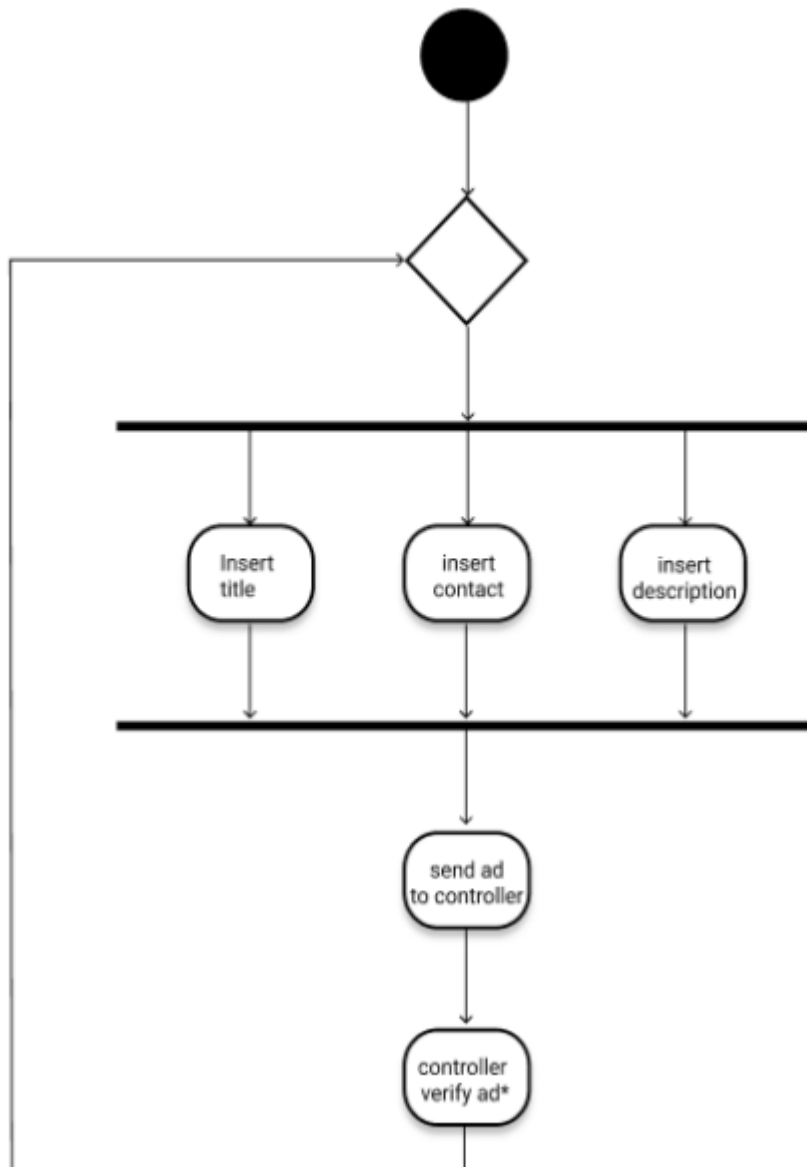 Insert
title
insert
contact
insert
description
send ad
to controller
controller
verify ad*